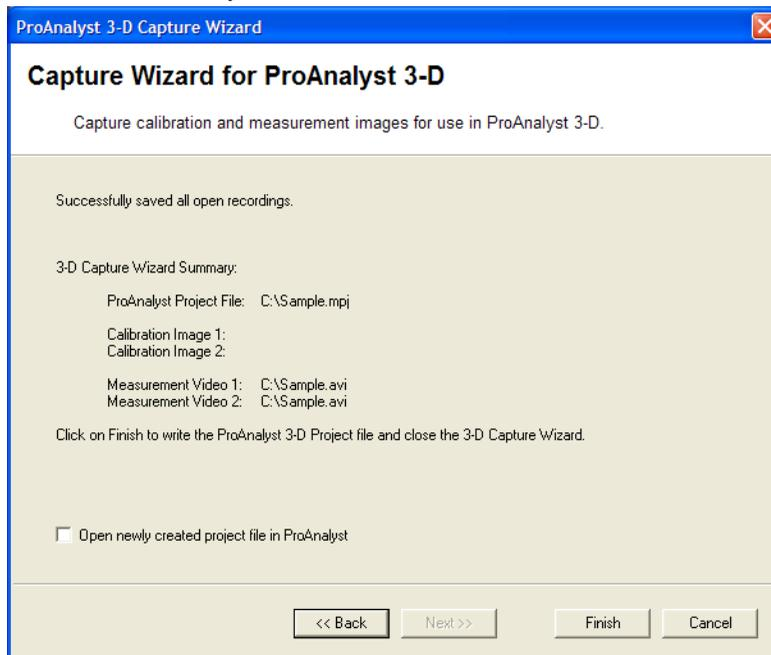 ProAnalyst 3-D Capture Wizard
Capture Wizard for ProAnalyst 3-D
Capture calibration and measurement images for use in ProAnalyst 3-D.
Successfully saved all open recordings.
3-D Capture Wizard Summary:
ProAnalyst Project File: C:\Sample.mpj
Calibration Image 1:
Calibration Image 2:
Measurement Video 1: C:\Sample.avi
Measurement Video 2: C:\Sample.avi
Click on Finish to write the ProAnalyst 3-D Project file and close the 3-D Capture Wizard.
Open newly created project file in ProAnalyst
<< Back Next >> Finish Cancel